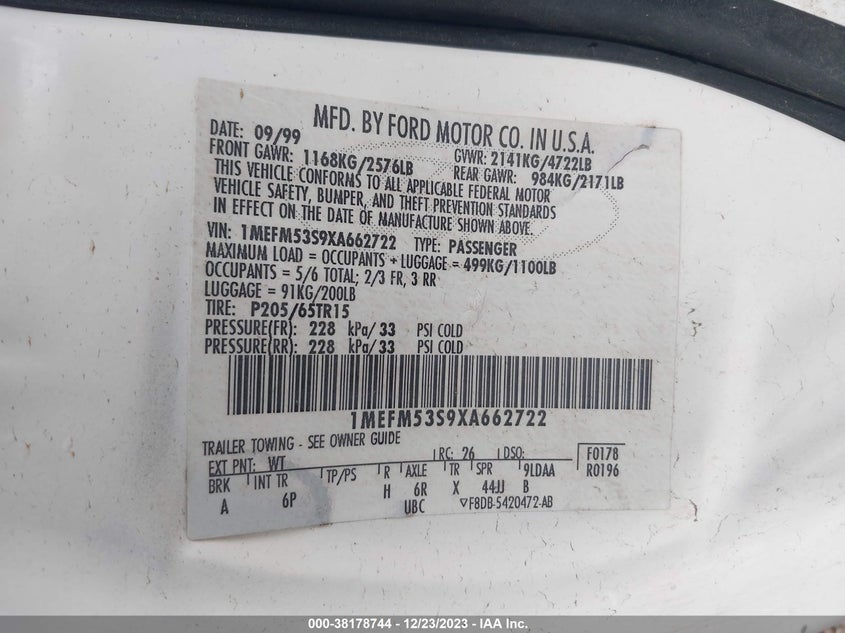 MFD. BY FORD MOTOR CO. IN U.S.A.
DATE: 09/99 GVWR: 2141KG/4722LB
FRONT GAWR: 1168KG/2576LB REAR GAWR: 984KG/2171LB
THIS VEHICLE CONFORMS TO ALL APPLICABLE FEDERAL MOTOR
VEHICLE SAFETY, BUMPER, AND THEFT PREVENTION STANDARDS
IN EFFECT ON THE DATE OF MANUFACTURE SHOWN ABOVE.
VIN: 1MEFM53S9XA662722 TYPE: PASSENGER
MAXIMUM LOAD = OCCUPANTS + LUGGAGE = 499KG/1100LB
OCCUPANTS = 5/6 TOTAL; 2/3 FR, 3 RR
LUGGAGE = 91KG/200LB
TIRE: P205/65TR15
PRESSURE(FR) 228 kPa/33 PSI COLD
PRESSURE(RR) 228 kPa/33 PSI COLD
1MEFM53S9XA662722
TRAILER TOWING - SEE OWNER GUIDE
EXT PNT: WT RC: 26 DSO: F0178
BRK INT TR TP/PS R AXLE TR SPR 9LDAA R0196
A 6P H 6R X 44JJ B
UBC ▽F8DB-5420472-AB
000-38178744 - 12/23/2023 - IAA Inc.